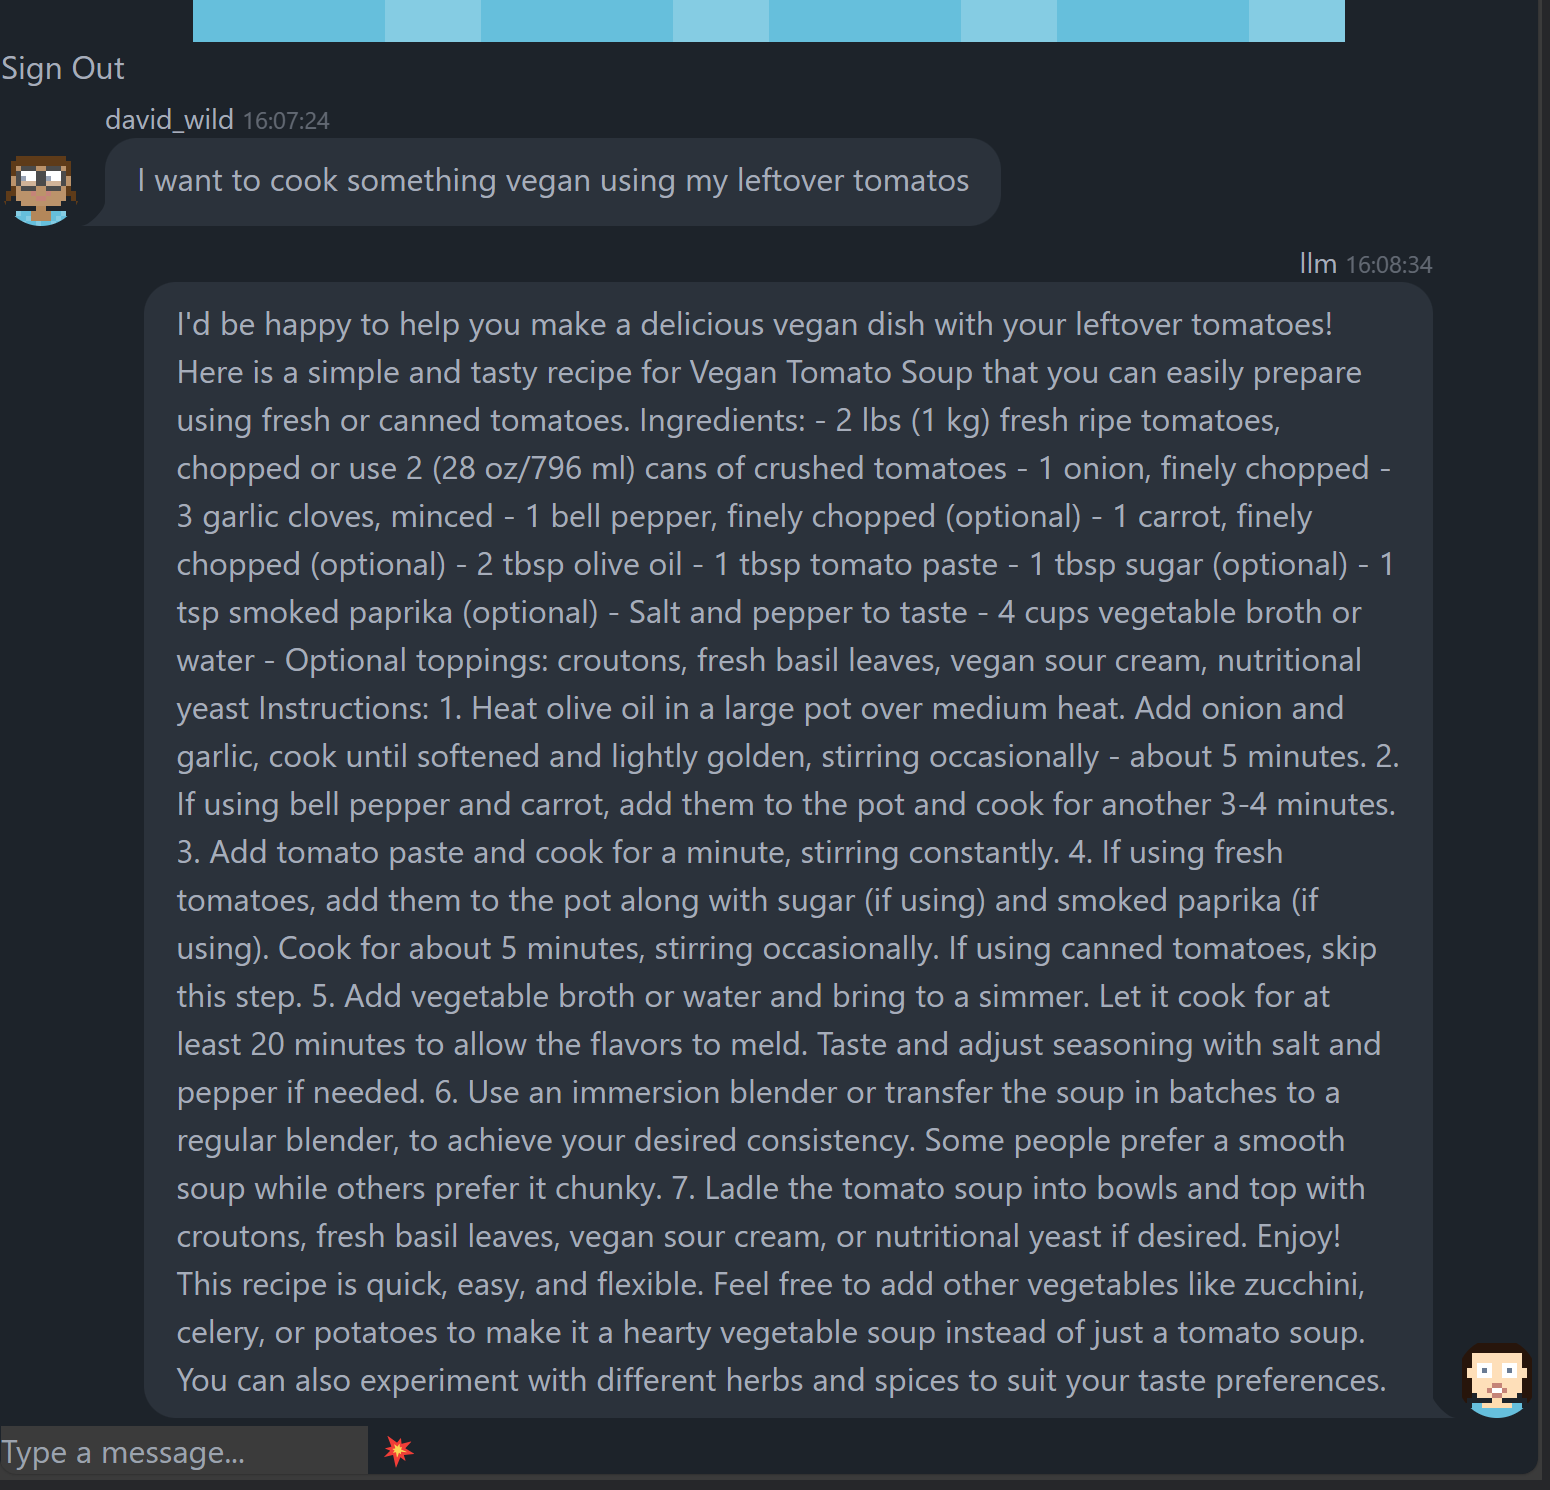 Sign Out
david_wild 16:07:24
I want to cook something vegan using my leftover tomatos
llm 16:08:34
I'd be happy to help you make a delicious vegan dish with your leftover tomatoes!
Here is a simple and tasty recipe for Vegan Tomato Soup that you can easily prepare
using fresh or canned tomatoes. Ingredients: - 2 lbs (1 kg) fresh ripe tomatoes,
chopped or use 2 (28 oz/796 ml) cans of crushed tomatoes - 1 onion, finely chopped -
3 garlic cloves, minced - 1 bell pepper, finely chopped (optional) - 1 carrot, finely
chopped (optional) - 2 tbsp olive oil - 1 tbsp tomato paste - 1 tbsp sugar (optional) - 1
tsp smoked paprika (optional) - Salt and pepper to taste - 4 cups vegetable broth or
water - Optional toppings: croutons, fresh basil leaves, vegan sour cream, nutritional
yeast Instructions: 1. Heat olive oil in a large pot over medium heat. Add onion and
garlic, cook until softened and lightly golden, stirring occasionally - about 5 minutes. 2.
If using bell pepper and carrot, add them to the pot and cook for another 3-4 minutes.
3. Add tomato paste and cook for a minute, stirring constantly. 4. If using fresh
tomatoes, add them to the pot along with sugar (if using) and smoked paprika (if
using). Cook for about 5 minutes, stirring occasionally. If using canned tomatoes, skip
this step. 5. Add vegetable broth or water and bring to a simmer. Let it cook for at
least 20 minutes to allow the flavors to meld. Taste and adjust seasoning with salt and
pepper if needed. 6. Use an immersion blender or transfer the soup in batches to a
regular blender, to achieve your desired consistency. Some people prefer a smooth
soup while others prefer it chunky. 7. Ladle the tomato soup into bowls and top with
croutons, fresh basil leaves, vegan sour cream, or nutritional yeast if desired. Enjoy!
This recipe is quick, easy, and flexible. Feel free to add other vegetables like zucchini,
celery, or potatoes to make it a hearty vegetable soup instead of just a tomato soup.
You can also experiment with different herbs and spices to suit your taste preferences.
Type a message...